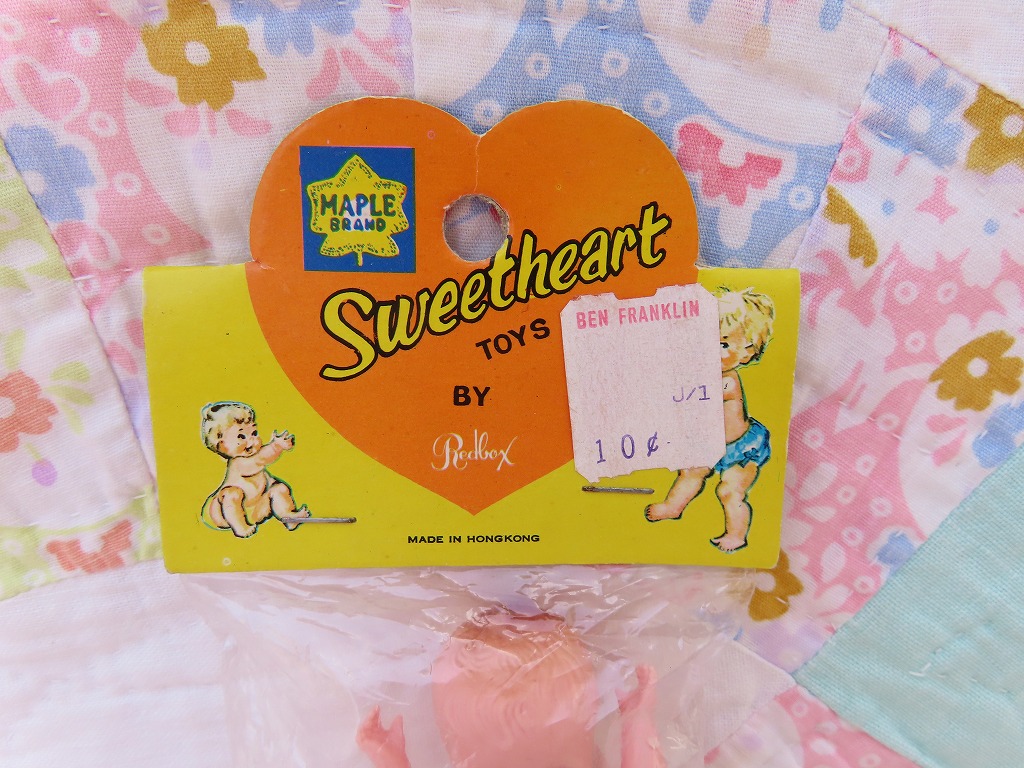 MAPLE
BRAND
Sweetheart
TOYS
BY
Redbox
BEN FRANKLIN
J/1
10¢
MADE IN HONGKONG